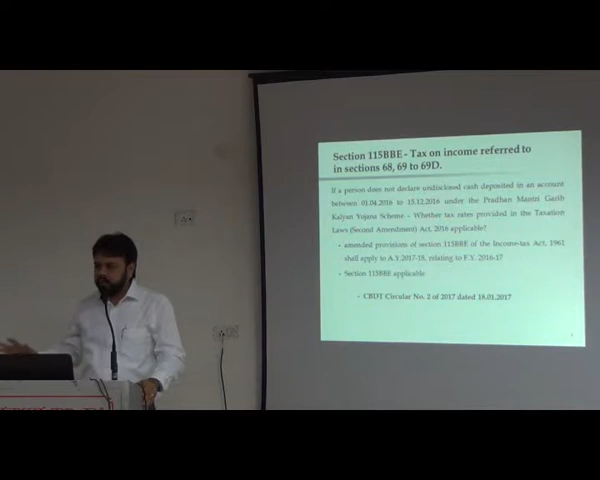 Section 115BBE - Tax on income referred to
in sections 68, 69 to 69D.
If a person does not declare undisclosed cash deposited in an account
between 01.04.2016 to 15.12.2016 under the Pradhan Mantri Garib
Kalyan Yojana Scheme - Whether tax rates provided in the Taxation
Laws (Second Amendment) Act, 2016 applicable?
- amended provisions of section 115BBE of the Income-tax Act, 1961
shall apply to A.Y.2017-18, relating to F.Y. 2016-17
- Section 115BBE applicable
- CBDT Circular No. 2 of 2017 dated 18.01.2017